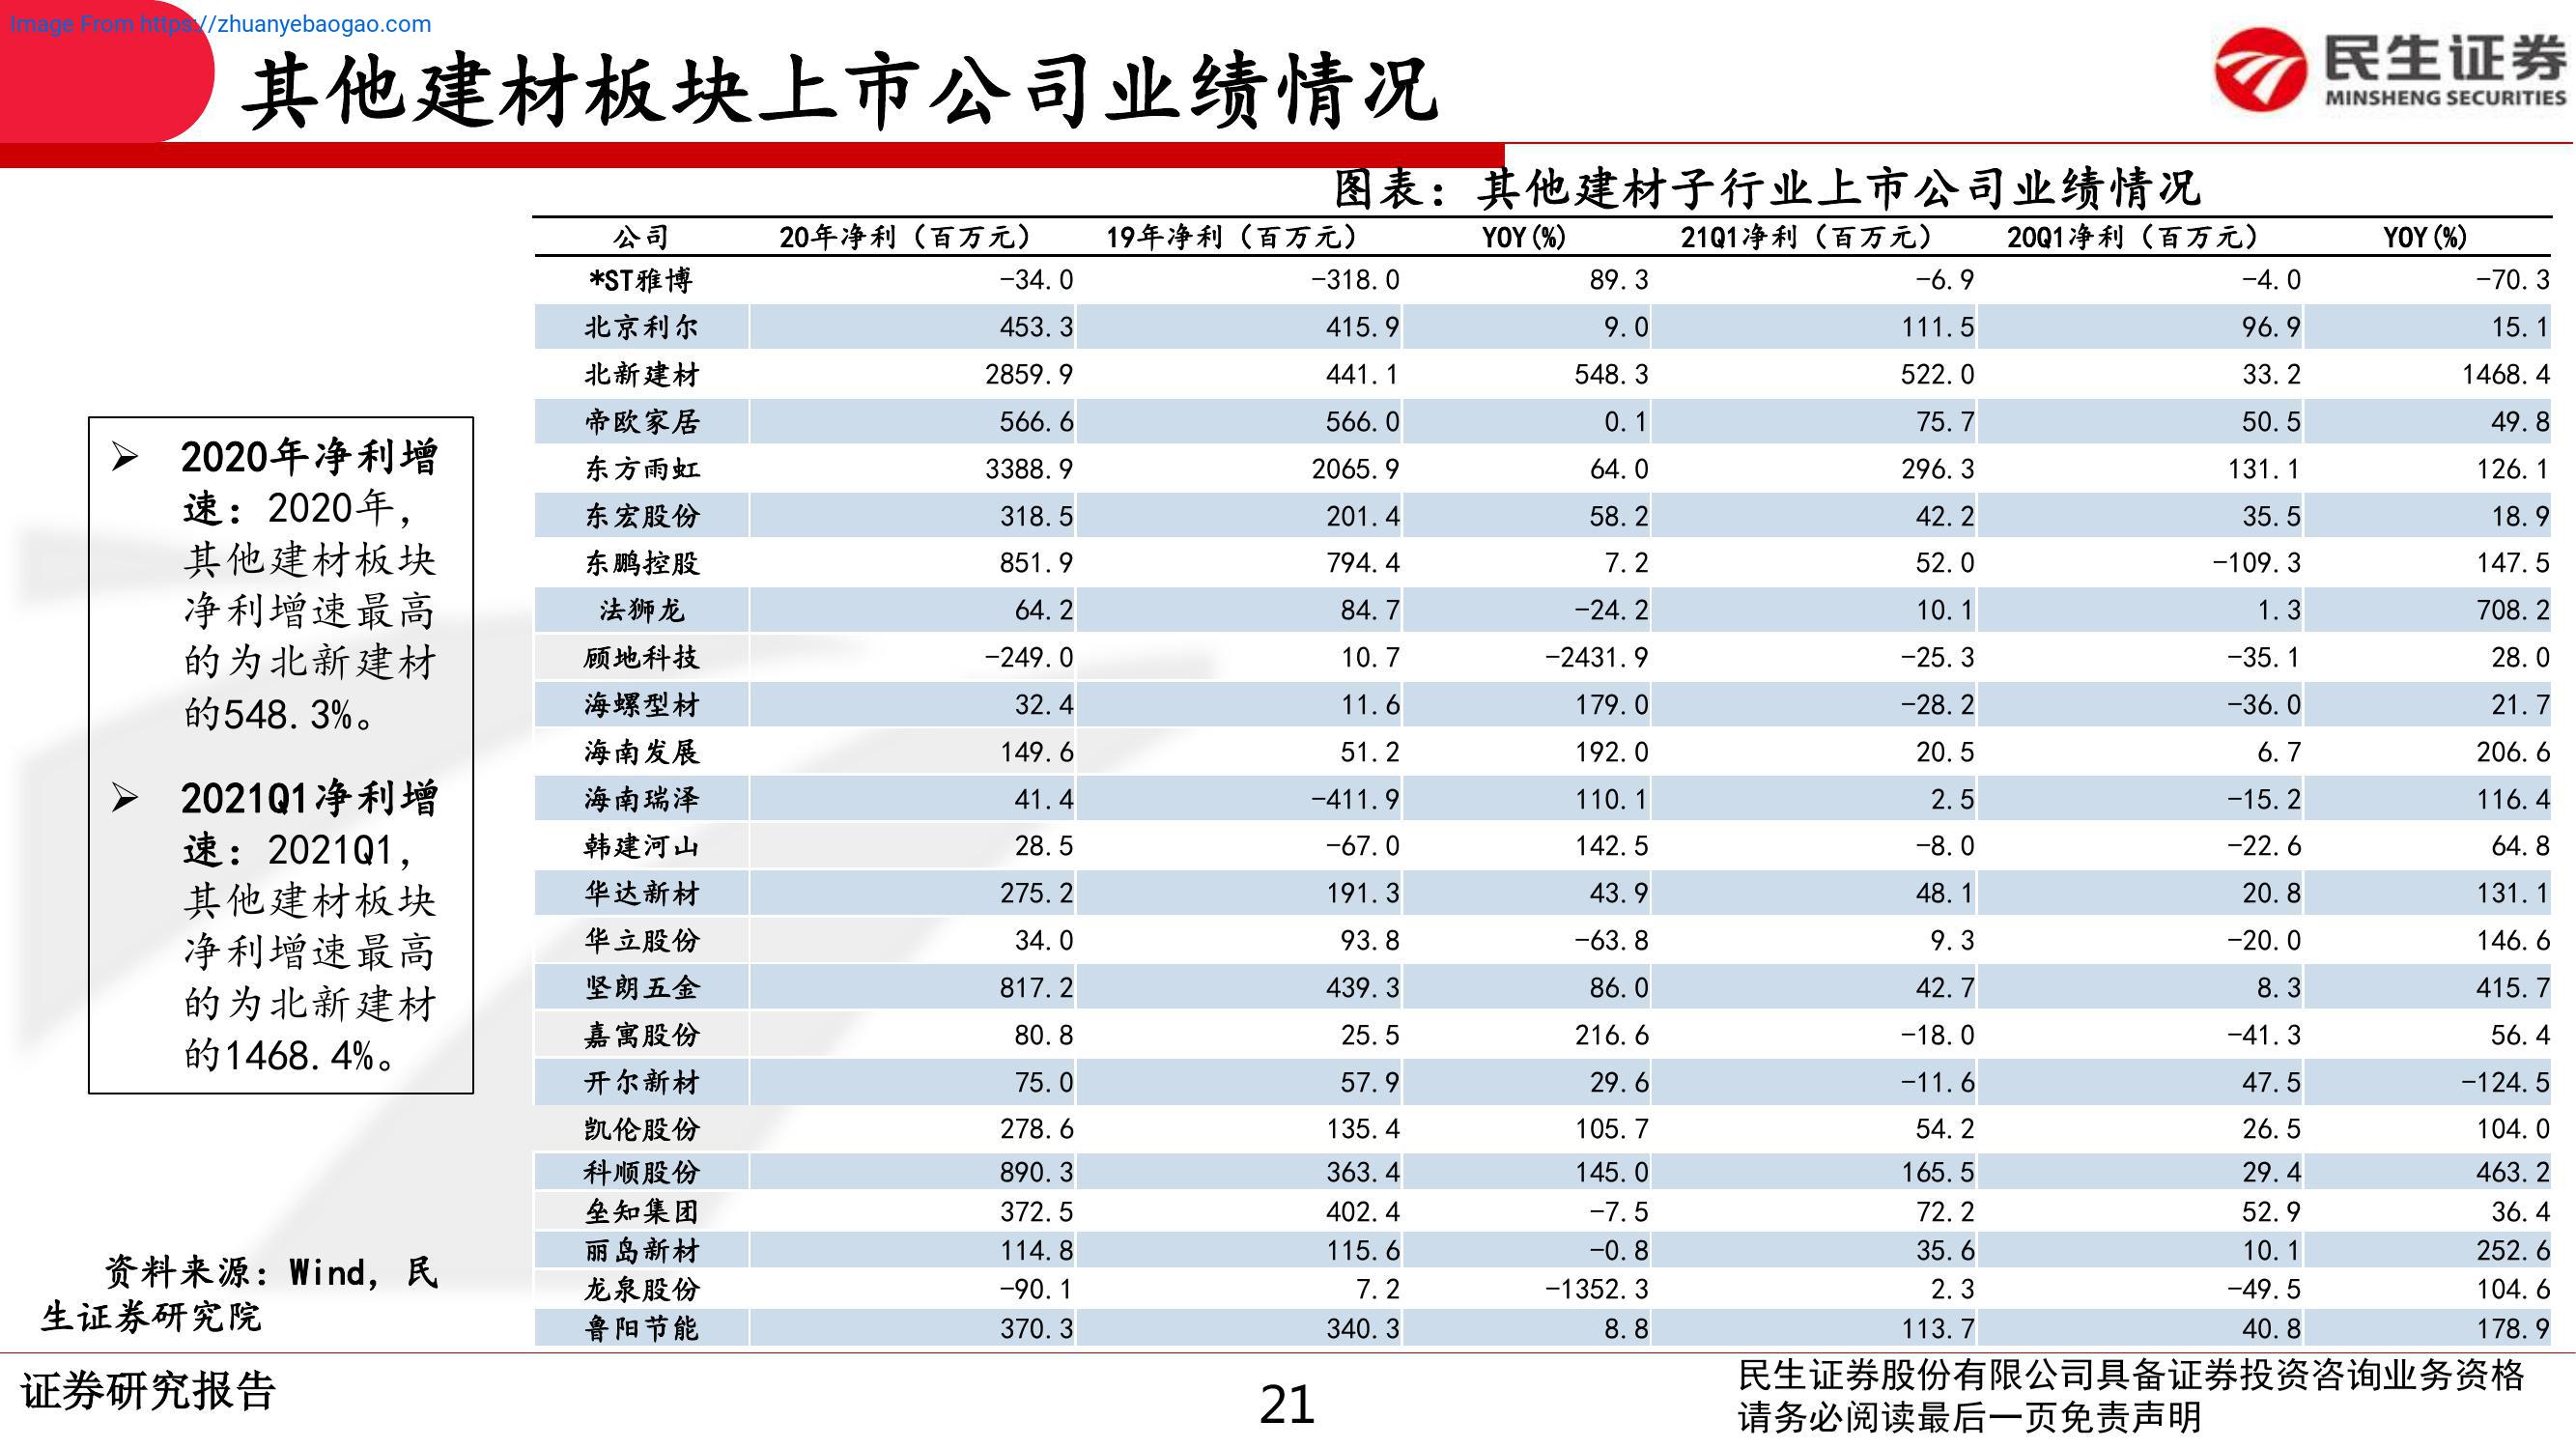 Image From https://zhuanyebaogao.com
其他建材板块上市公司业绩情况
民生证券
MINSHENG SECURITIES
图表：其他建材子行业上市公司业绩情况
公司 20年净利（百万元） 19年净利（百万元） YOY(%) 21Q1净利（百万元） 20Q1净利（百万元） YOY(%)
*ST雅博 -34.0 -318.0 89.3 -6.9 -4.0 -70.3
北京利尔 453.3 415.9 9.0 111.5 96.9 15.1
北新建材 2859.9 441.1 548.3 522.0 33.2 1468.4
帝欧家居 566.6 566.0 0.1 75.7 50.5 49.8
东方雨虹 3388.9 2065.9 64.0 296.3 131.1 126.1
东宏股份 318.5 201.4 58.2 42.2 35.5 18.9
东鹏控股 851.9 794.4 7.2 52.0 -109.3 147.5
法狮龙 64.2 84.7 -24.2 10.1 1.3 708.2
顾地科技 -249.0 10.7 -2431.9 -25.3 -35.1 28.0
海螺型材 32.4 11.6 179.0 -28.2 -36.0 21.7
海南发展 149.6 51.2 192.0 20.5 6.7 206.6
海南瑞泽 41.4 -411.9 110.1 2.5 -15.2 116.4
韩建河山 28.5 -67.0 142.5 -8.0 -22.6 64.8
华达新材 275.2 191.3 43.9 48.1 20.8 131.1
华立股份 34.0 93.8 -63.8 9.3 -20.0 146.6
坚朗五金 817.2 439.3 86.0 42.7 8.3 415.7
嘉寓股份 80.8 25.5 216.6 -18.0 -41.3 56.4
开尔新材 75.0 57.9 29.6 -11.6 47.5 -124.5
凯伦股份 278.6 135.4 105.7 54.2 26.5 104.0
科顺股份 890.3 363.4 145.0 165.5 29.4 463.2
垒知集团 372.5 402.4 -7.5 72.2 52.9 36.4
丽岛新材 114.8 115.6 -0.8 35.6 10.1 252.6
龙泉股份 -90.1 7.2 -1352.3 2.3 -49.5 104.6
鲁阳节能 370.3 340.3 8.8 113.7 40.8 178.9
➢ 2020年净利增
速：2020年，
其他建材板块
净利增速最高
的为北新建材
的548.3%。
➢ 2021Q1净利增
速：2021Q1，
其他建材板块
净利增速最高
的为北新建材
的1468.4%。
资料来源：Wind，民
生证券研究院
证券研究报告
21
民生证券股份有限公司具备证券投资咨询业务资格
请务必阅读最后一页免责声明